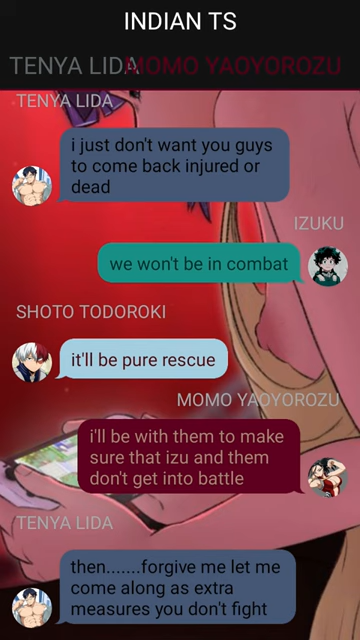 INDIAN TS
TENYA LIDA MOMO YAOYOROZU
TENYA LIDA
i just don't want you guys
to come back injured or
dead
IZUKU
we won't be in combat
SHOTO TODOROKI
it'll be pure rescue
MOMO YAOYOROZU
i'll be with them to make
sure that izu and them
don't get into battle
TENYA LIDA
then.......forgive me let me
come along as extra
measures you don't fight